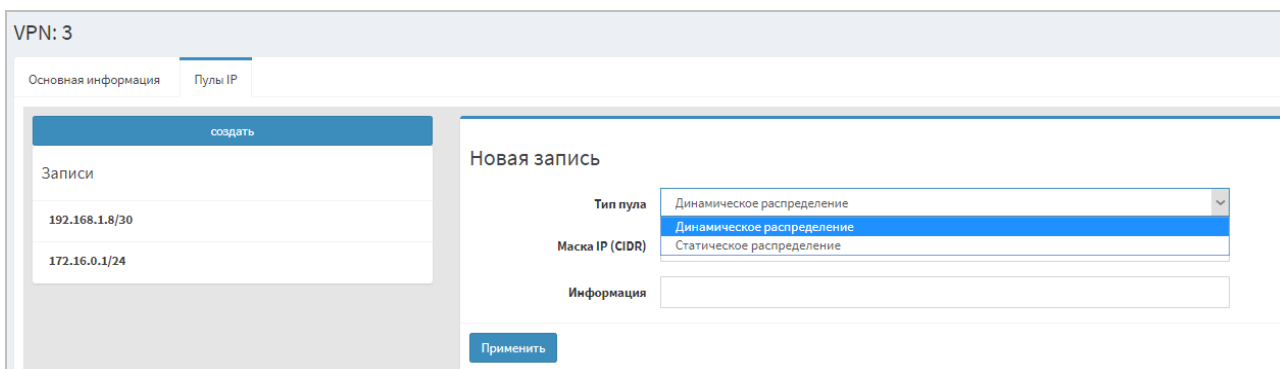 VPN: 3
Основная информация
Пулы IP
создать
Записи
192.168.1.8/30
172.16.0.1/24
Новая запись
Тип пула
Динамическое распределение
Динамическое распределение
Статическое распределение
Маска IP (CIDR)
Информация
Применить